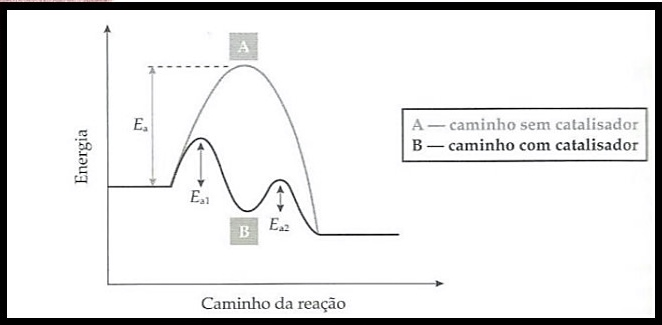 A
Energia
Ea
Ea1
Ea2
B
A — caminho sem catalisador
B — caminho com catalisador
Caminho da reação